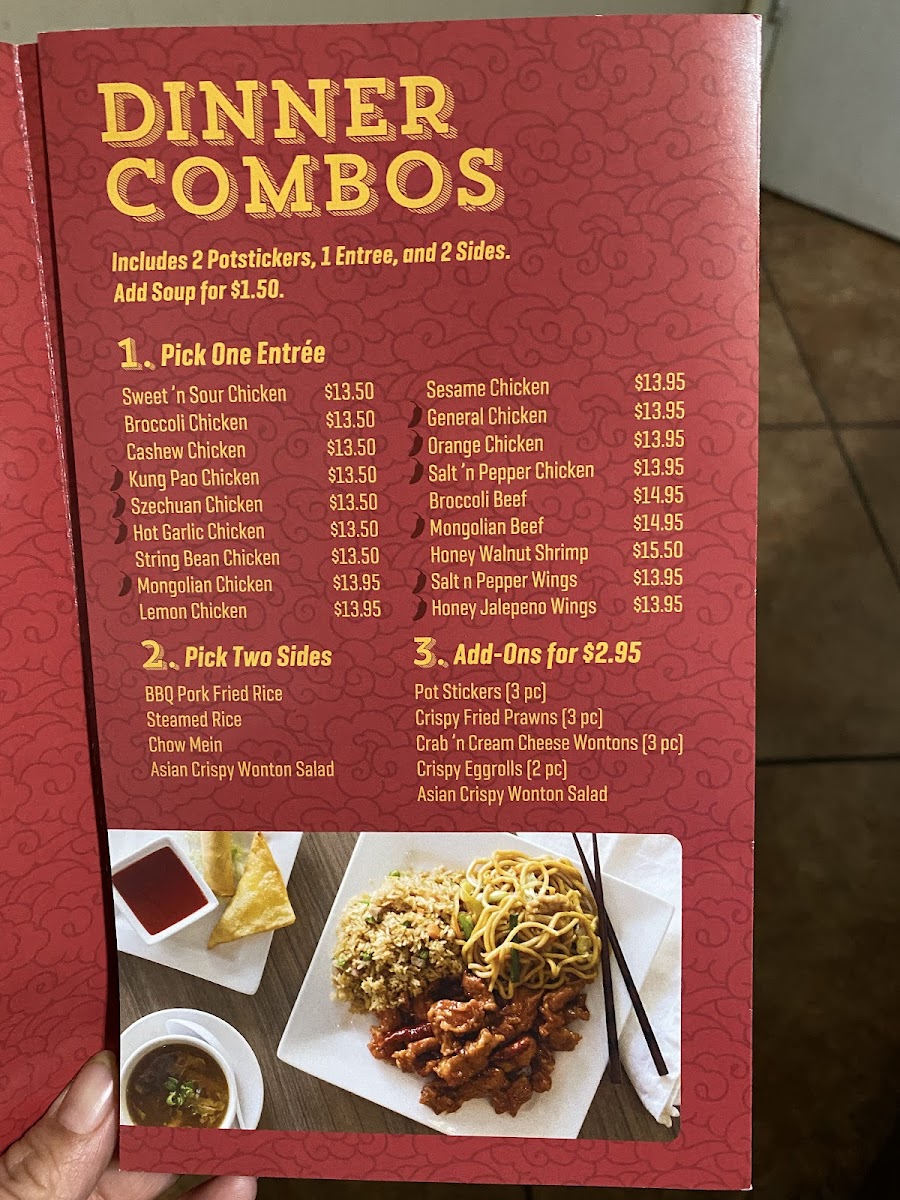 DINNER
COMBOS
Includes 2 Potstickers, 1 Entree, and 2 Sides.
Add Soup for $1.50.
1. Pick One Entrée
Sweet 'n Sour Chicken $13.50
Broccoli Chicken $13.50
Cashew Chicken $13.50
Kung Pao Chicken $13.50
Szechuan Chicken $13.50
Hot Garlic Chicken $13.50
String Bean Chicken $13.50
Mongolian Chicken $13.95
Lemon Chicken $13.95
Sesame Chicken $13.95
General Chicken $13.95
Orange Chicken $13.95
Salt 'n Pepper Chicken $13.95
Broccoli Beef $14.95
Mongolian Beef $14.95
Honey Walnut Shrimp $15.50
Salt n Pepper Wings $13.95
Honey Jalepeno Wings $13.95
2. Pick Two Sides
BBQ Pork Fried Rice
Steamed Rice
Chow Mein
Asian Crispy Wonton Salad
3. Add-Ons for $2.95
Pot Stickers (3 pc)
Crispy Fried Prawns (3 pc)
Crab 'n Cream Cheese Wontons (3 pc)
Crispy Eggrolls (2 pc)
Asian Crispy Wonton Salad